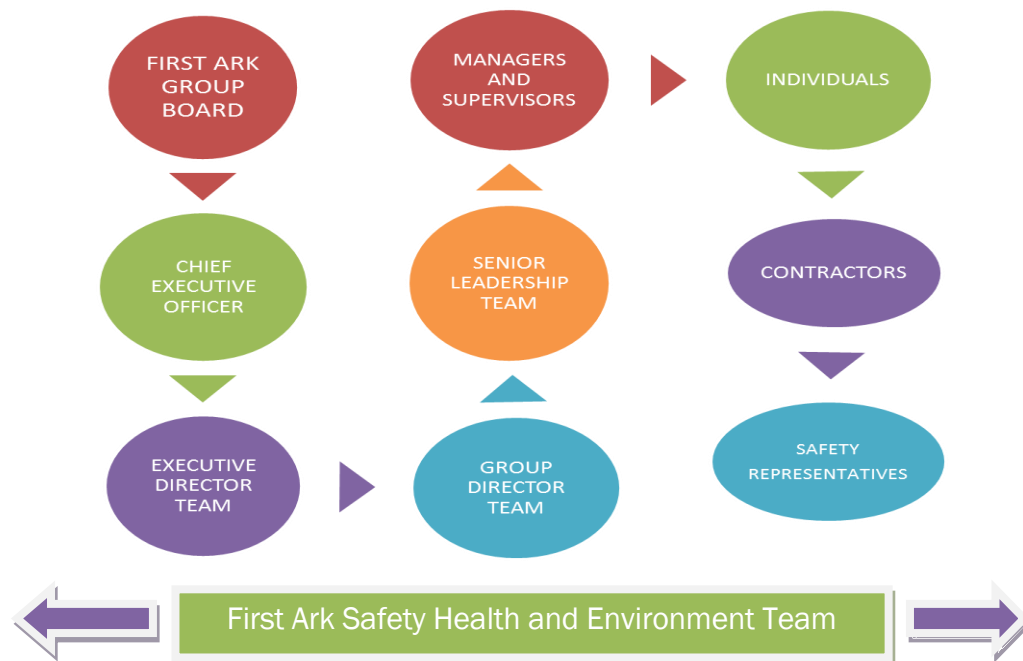 FIRST ARK
GROUP
BOARD
CHIEF
EXECUTIVE
OFFICER
EXECUTIVE
DIRECTOR
TEAM
GROUP
DIRECTOR
TEAM
SENIOR
LEADERSHIP
TEAM
MANAGERS
AND
SUPERVISORS
INDIVIDUALS
CONTRACTORS
SAFETY
REPRESENTATIVES
First Ark Safety Health and Environment Team